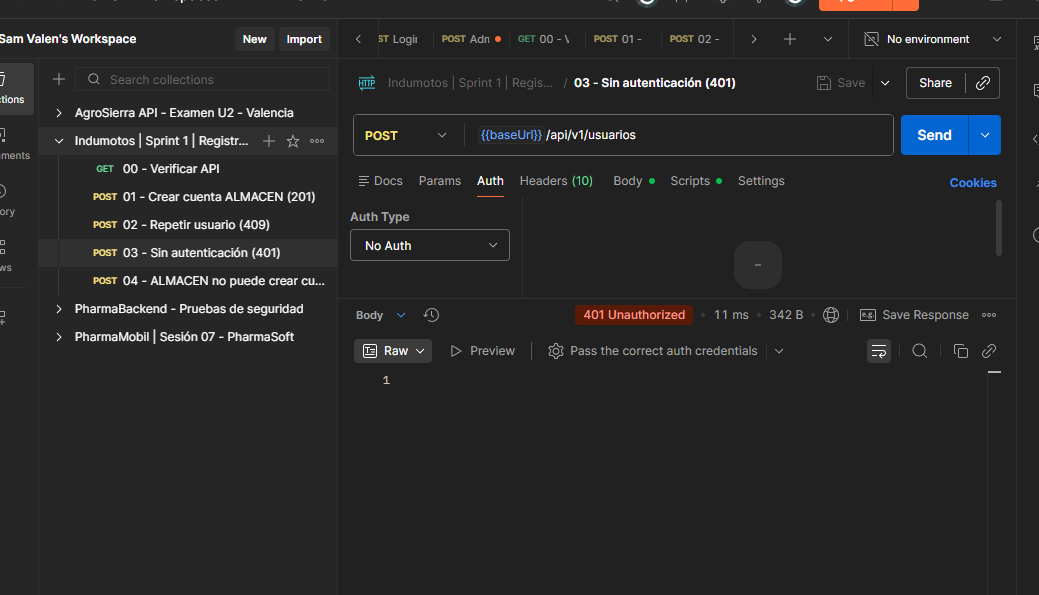 Sam Valen's Workspace
New
Import
Search collections
AgroSierra API - Examen U2 - Valencia
Indumotos | Sprint 1 | Registr...
GET 00 - Verificar API
POST 01 - Crear cuenta ALMACEN (201)
POST 02 - Repetir usuario (409)
POST 03 - Sin autenticación (401)
POST 04 - ALMACEN no puede crear cu...
PharmaBackend - Pruebas de seguridad
PharmaMobil | Sesión 07 - PharmaSoft
ST Login
POST Adn
GET 00 - V
POST 01 -
POST 02 -
No environment
HTTP
Indumotos | Sprint 1 | Regis... / 03 - Sin autenticación (401)
Save
Share
POST
{{baseUrl}} /api/v1/usuarios
Send
Docs
Params
Auth
Headers (10)
Body
Scripts
Settings
Cookies
Auth Type
No Auth
Body
401 Unauthorized
11 ms
342 B
e.g.
Save Response
Raw
Preview
Pass the correct auth credentials
1